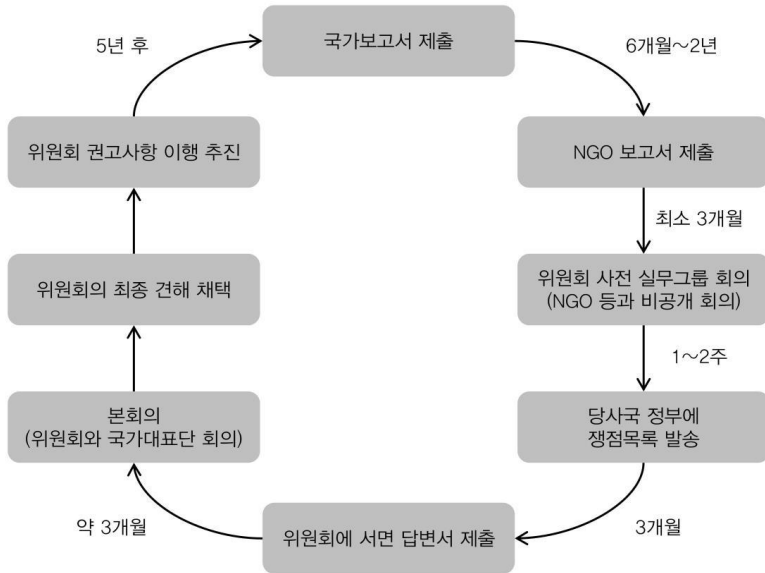 국가보고서 제출
6개월~2년
NGO 보고서 제출
최소 3개월
위원회 사전 실무그룹 회의
(NGO 등과 비공개 회의)
1~2주
당사국 정부에
쟁점목록 발송
3개월
위원회에 서면 답변서 제출
약 3개월
본회의
(위원회와 국가대표단 회의)
위원회의 최종 견해 채택
위원회 권고사항 이행 추진
5년 후